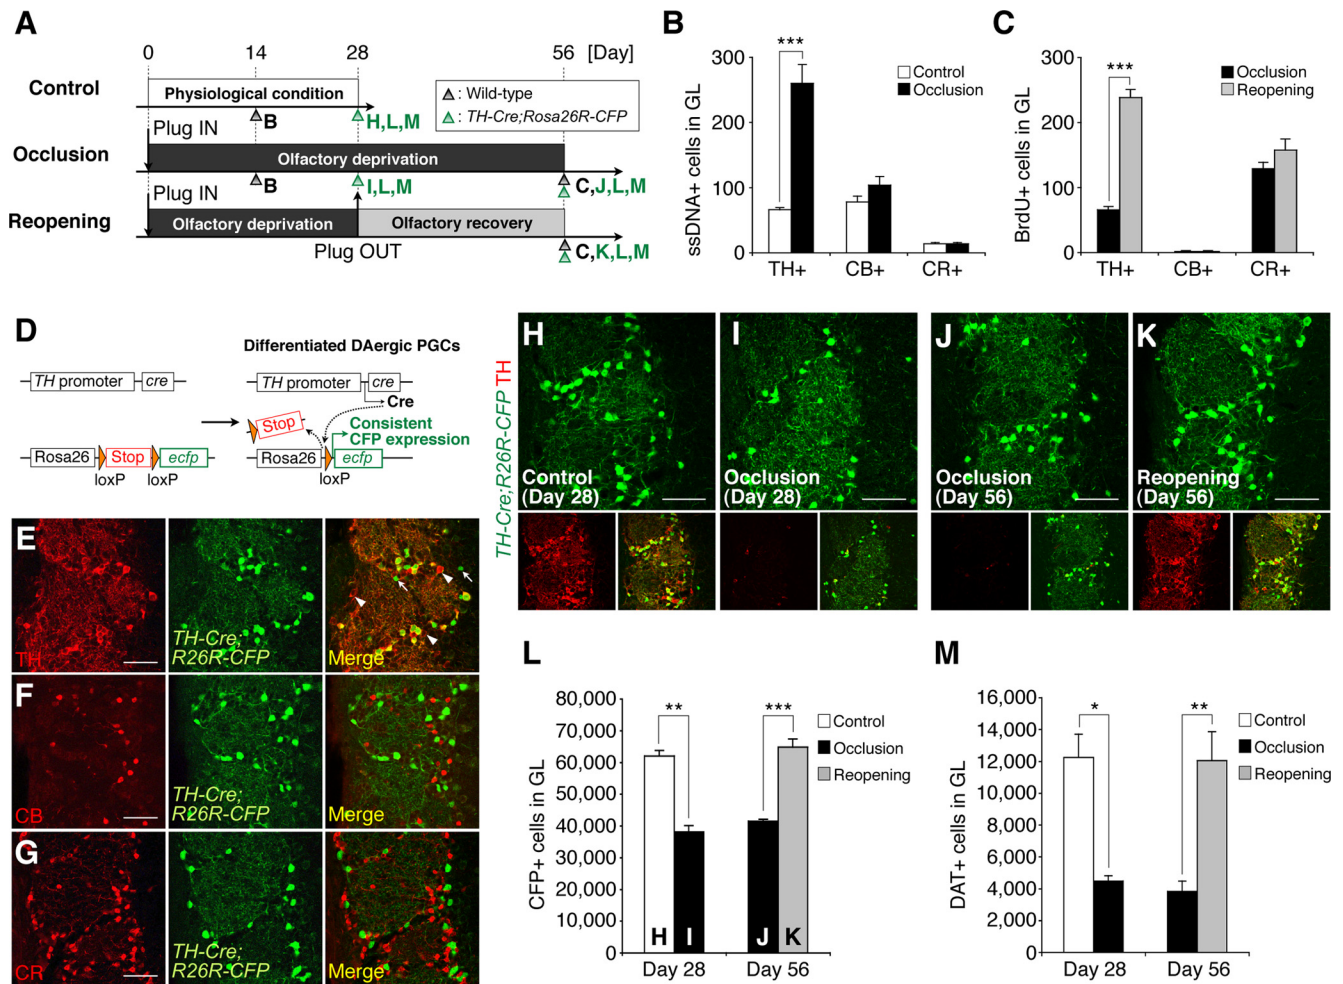 A
0 14 28 56 [Day]
Control
Physiological condition
B
H,L,M
: Wild-type
: TH-Cre;Rosa26R-CFP
Plug IN
Occlusion
Olfactory deprivation
B
I,L,M
C,J,L,M
Plug IN
Reopening
Olfactory deprivation
Olfactory recovery
Plug OUT
C,K,L,M
B
ssDNA+ cells in GL
300
200
100
0
***
Control
Occlusion
TH+ CB+ CR+
C
BrdU+ cells in GL
300
200
100
0
***
Occlusion
Reopening
TH+ CB+ CR+
D
Differentiated DAergic PGCs
TH promoter cre
TH promoter cre
Cre
Stop
Consistent
CFP expression
Rosa26 Stop ecfp
loxP loxP
Rosa26 ecfp
loxP
E
TH
TH-Cre;
R26R-CFP
Merge
F
CB
TH-Cre;
R26R-CFP
Merge
G
CR
TH-Cre;
R26R-CFP
Merge
TH-Cre;R26R-CFP TH
H
Control
(Day 28)
I
Occlusion
(Day 28)
J
Occlusion
(Day 56)
K
Reopening
(Day 56)
L
CFP+ cells in GL
80,000
70,000
60,000
50,000
40,000
30,000
20,000
10,000
0
**
***
Control
Occlusion
Reopening
H I J K
Day 28 Day 56
M
DAT+ cells in GL
16,000
14,000
12,000
10,000
8,000
6,000
4,000
2,000
0
*
**
Control
Occlusion
Reopening
Day 28 Day 56